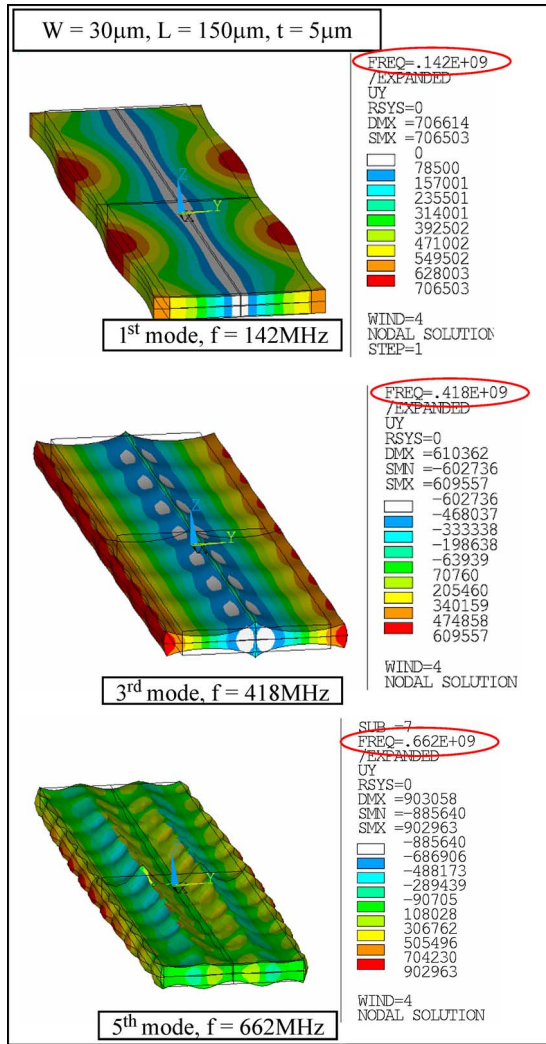 W = 30μm, L = 150μm, t = 5μm
FREQ=.142E+09
/EXPANDED
UY
RSYS=0
DMX =706614
SMX =706503
0
78500
157001
235501
314001
392502
471002
549502
628003
706503
WIND=4
NODAL SOLUTION
STEP=1
Z
Y
X
1st mode, f = 142MHz
FREQ=.418E+09
/EXPANDED
UY
RSYS=0
DMX =610362
SMN =-602736
SMX =609557
-602736
-468037
-333338
-198638
-63939
70760
205460
340159
474858
609557
WIND=4
NODAL SOLUTION
Z
Y
3rd mode, f = 418MHz
SUB =7
FREQ=.662E+09
/EXPANDED
UY
RSYS=0
DMX =903058
SMN =-885640
SMX =902963
-885640
-686906
-488173
-289439
-90705
108028
306762
505496
704230
902963
WIND=4
NODAL SOLUTION
Y
5th mode, f = 662MHz